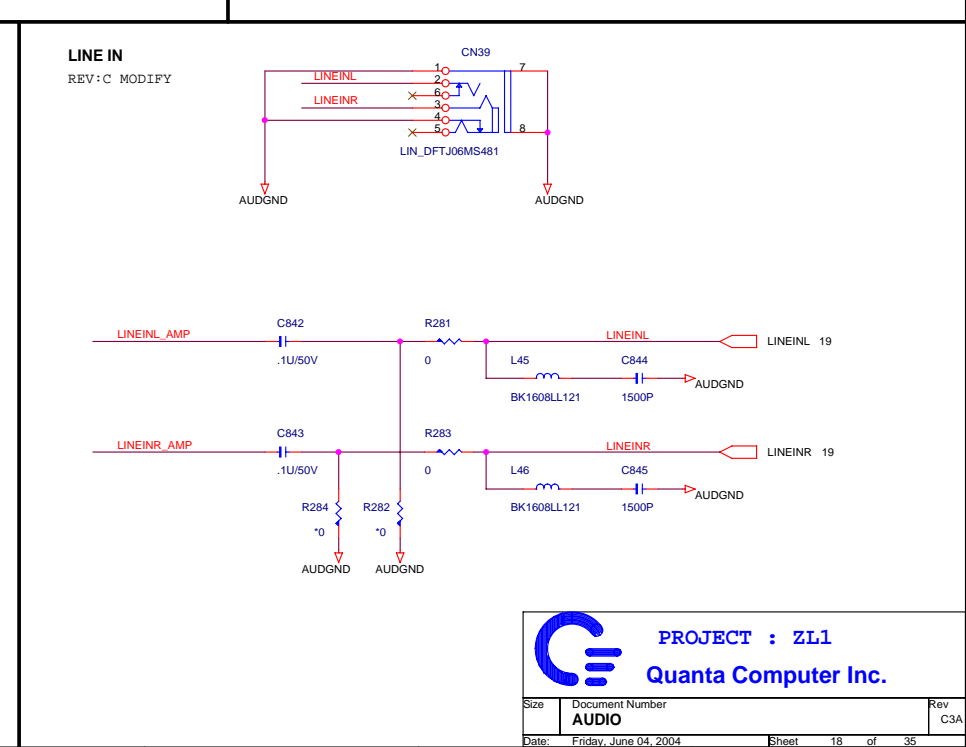 LINE IN
REV:C MODIFY
CN39
1
7
LINEINL
2
6
LINEINR
3
4
5
8
LIN_DFTJ06MS481
AUDGND
AUDGND
LINEINL_AMP
C842
R281
LINEINL
LINEINL 19
.1U/50V
0
L45
C844
AUDGND
BK1608LL121
1500P
LINEINR_AMP
C843
R283
LINEINR
LINEINR 19
.1U/50V
0
L46
C845
AUDGND
R284
R282
BK1608LL121
1500P
*0
*0
AUDGND
AUDGND
PROJECT : ZL1
Quanta Computer Inc.
Size
Document Number
Rev
AUDIO
C3A
Date: Friday, June 04, 2004
Sheet 18 of 35